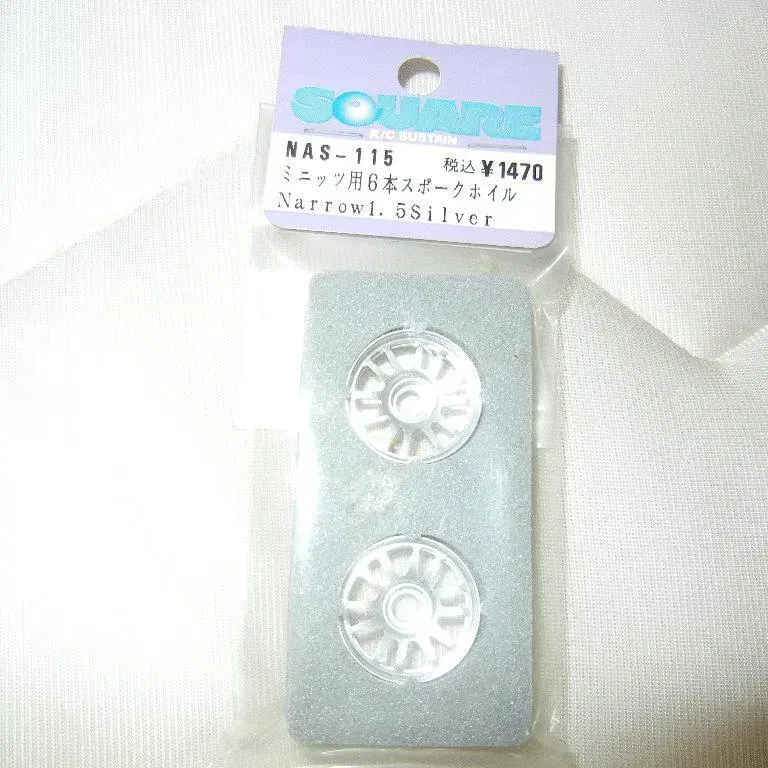 SQUARE
R/C SUSTAIN
NAS-115 税込 ¥1470
ミニッツ用6本スポークホイル
Narrow1.5Silver